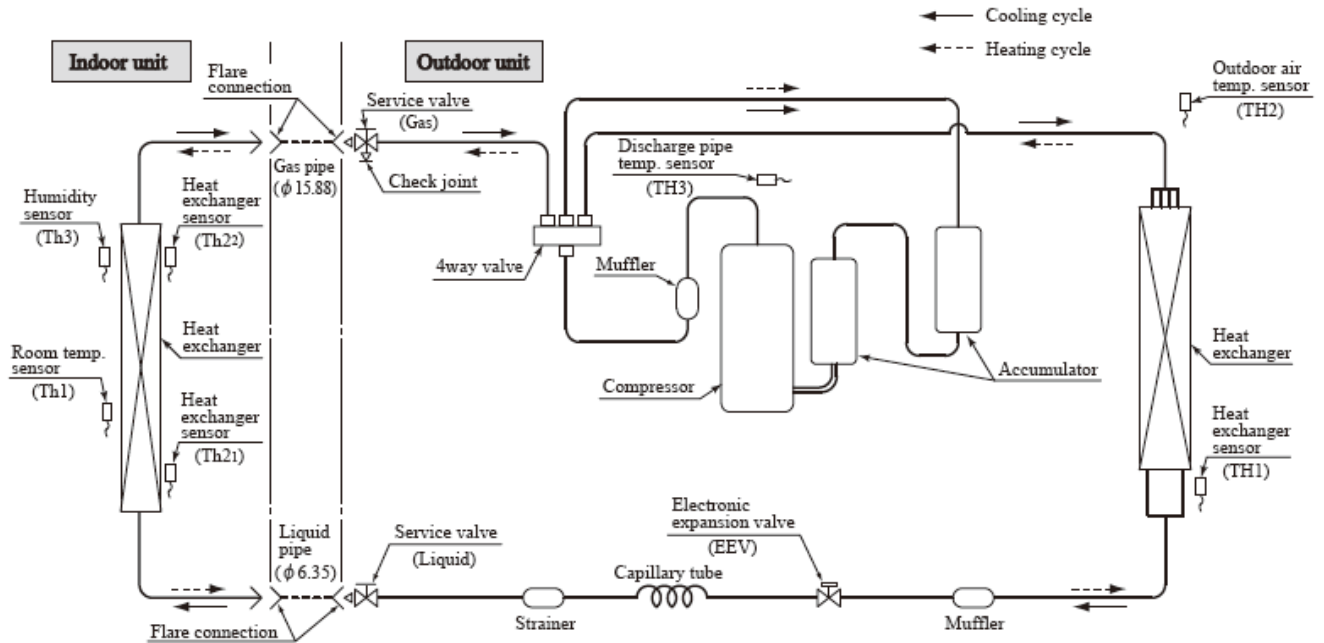 Cooling cycle
Heating cycle
Indoor unit
Outdoor unit
Flare
connection
Service valve
(Gas)
Outdoor air
temp. sensor
(TH2)
Discharge pipe
temp. sensor
(TH3)
Gas pipe
(ϕ15.88)
Check joint
Humidity
sensor
(Th3)
Heat
exchanger
sensor
(Th22)
4way valve
Muffler
Heat
exchanger
Room temp.
sensor
(Th1)
Heat
exchanger
Accumulator
Compressor
Heat
exchanger
sensor
(Th21)
Heat
exchanger
sensor
(TH1)
Liquid
pipe
(ϕ6.35)
Service valve
(Liquid)
Electronic
expansion valve
(EEV)
Capillary tube
Flare connection
Strainer
Muffler